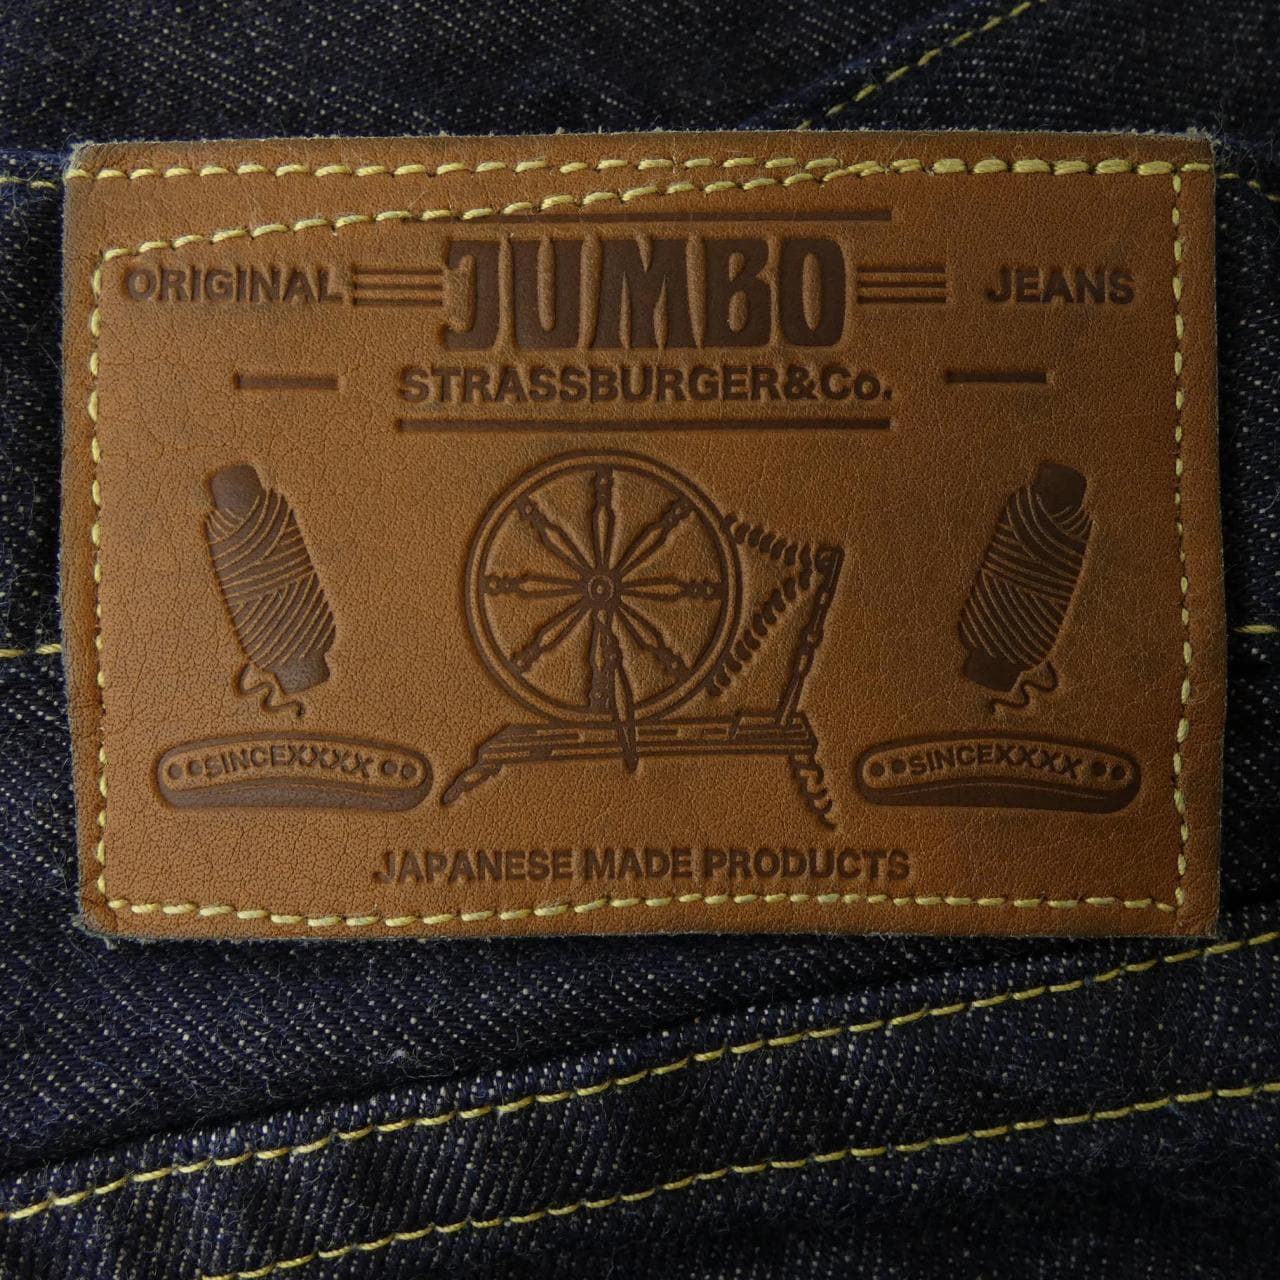 ORIGINAL JUMBO JEANS
STRASSBURGER&Co.
SINCEXXXX SINCEXXXX
JAPANESE MADE PRODUCTS